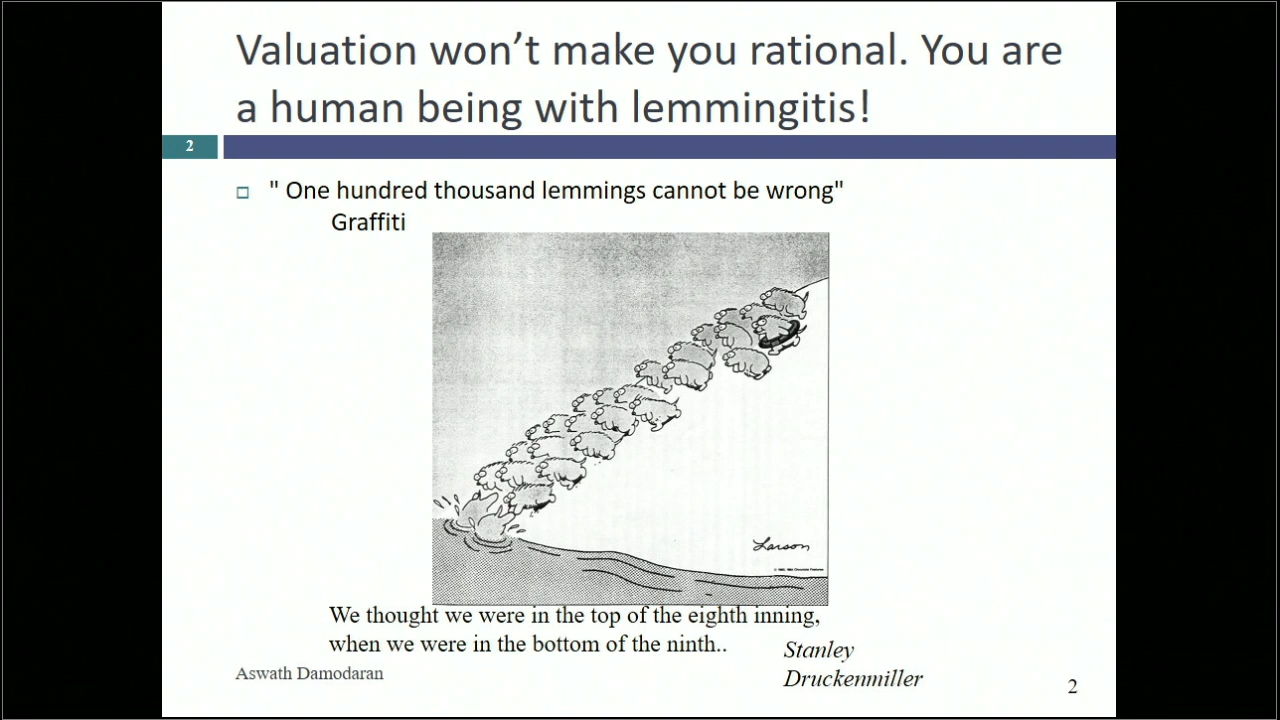 Valuation won't make you rational. You are
a human being with lemmingitis!
2
" One hundred thousand lemmings cannot be wrong"
Graffiti
Larson
We thought we were in the top of the eighth inning,
when we were in the bottom of the ninth..
Stanley
Druckenmiller
Aswath Damodaran
2